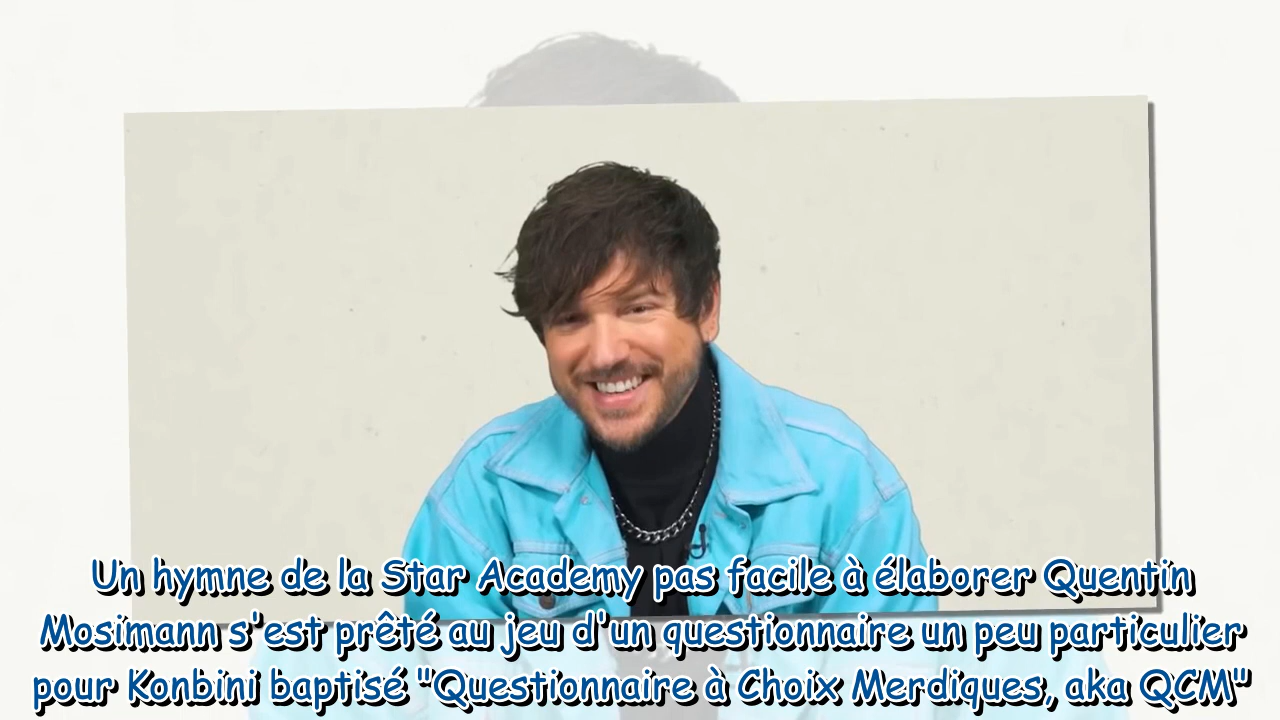 Un hymne de la Star Academy pas facile à élaborer Quentin
Mosimann s'est prêté au jeu d'un questionnaire un peu particulier
pour Konbini baptisé "Questionnaire à Choix Merdiques, aka QCM"